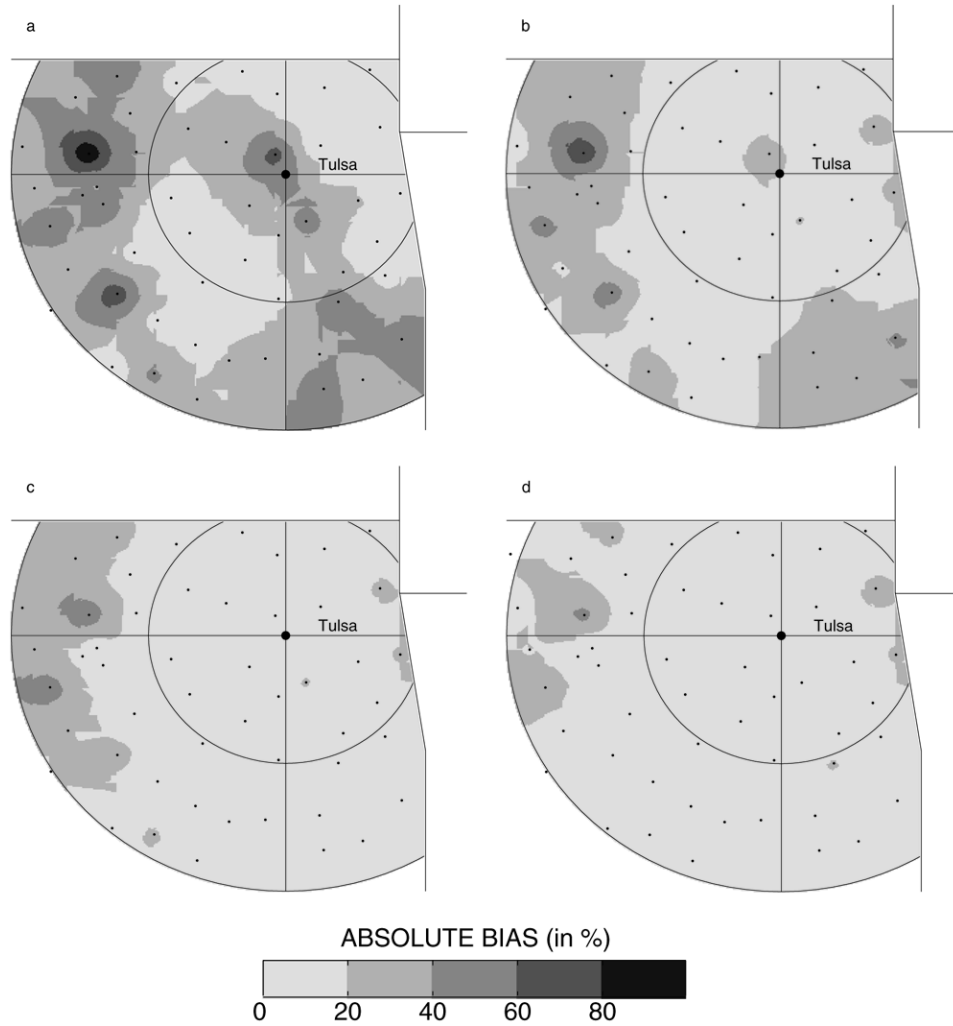 a
b
Tulsa
Tulsa
c
d
Tulsa
Tulsa
ABSOLUTE BIAS (in %)
0 20 40 60 80